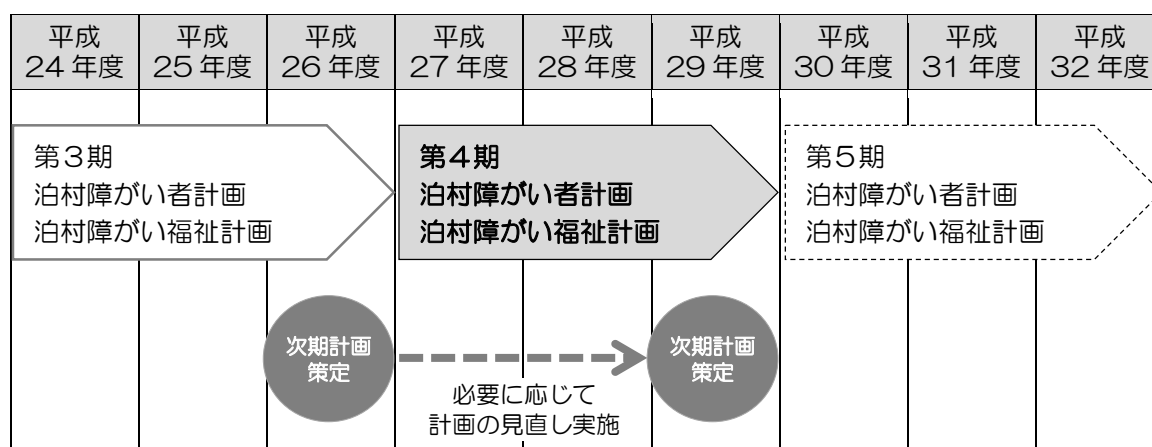 平成
24年度
平成
25年度
平成
26年度
平成
27年度
平成
28年度
平成
29年度
平成
30年度
平成
31年度
平成
32年度
第3期
泊村障がい者計画
泊村障がい福祉計画
第4期
泊村障がい者計画
泊村障がい福祉計画
第5期
泊村障がい者計画
泊村障がい福祉計画
次期計画
策定
必要に応じて
計画の見直し実施
次期計画
策定